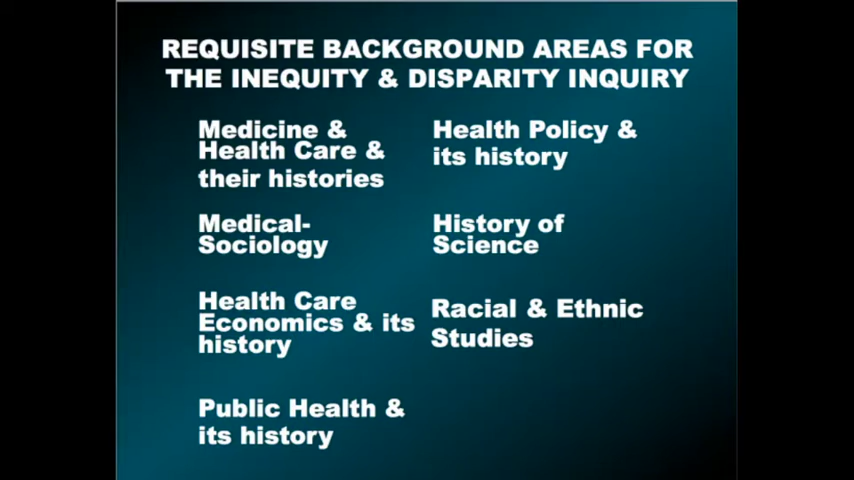 REQUISITE BACKGROUND AREAS FOR
THE INEQUITY & DISPARITY INQUIRY
Medicine &
Health Care &
their histories
Medical-
Sociology
Health Care
Economics & its
history
Public Health &
its history
Health Policy &
its history
History of
Science
Racial & Ethnic
Studies